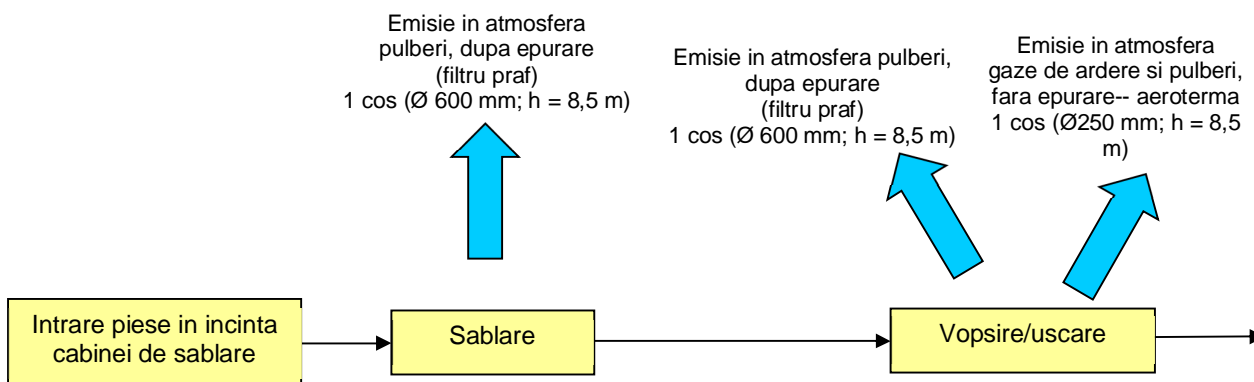 Emisie in atmosfera
pulberi, dupa epurare
(filtru praf)
1 cos (Ø 600 mm; h = 8,5 m)
Emisie in atmosfera pulberi,
dupa epurare
(filtru praf)
1 cos (Ø 600 mm; h = 8,5 m)
Emisie in atmosfera
gaze de ardere si pulberi,
fara epurare-- aeroterma
1 cos (Ø250 mm; h = 8,5
m)
Intrare piese in incinta
cabinei de sablare
Sablare
Vopsire/uscare